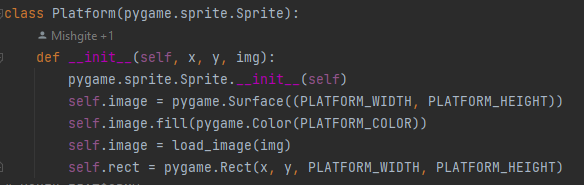 class Platform(pygame.sprite.Sprite):
Mishgite +1
def __init__(self, x, y, img):
pygame.sprite.Sprite.__init__(self)
self.image = pygame.Surface((PLATFORM_WIDTH, PLATFORM_HEIGHT))
self.image.fill(pygame.Color(PLATFORM_COLOR))
self.image = load_image(img)
self.rect = pygame.Rect(x, y, PLATFORM_WIDTH, PLATFORM_HEIGHT)